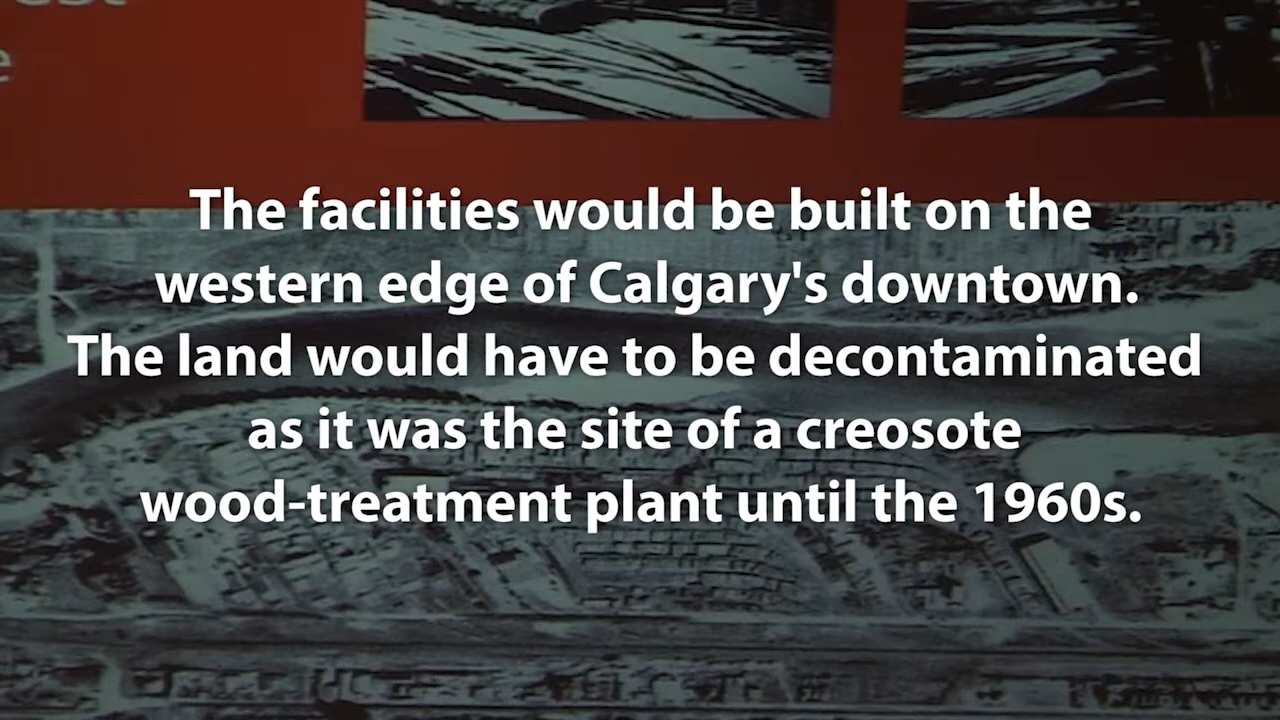 The facilities would be built on the
western edge of Calgary's downtown.
The land would have to be decontaminated
as it was the site of a creosote
wood-treatment plant until the 1960s.